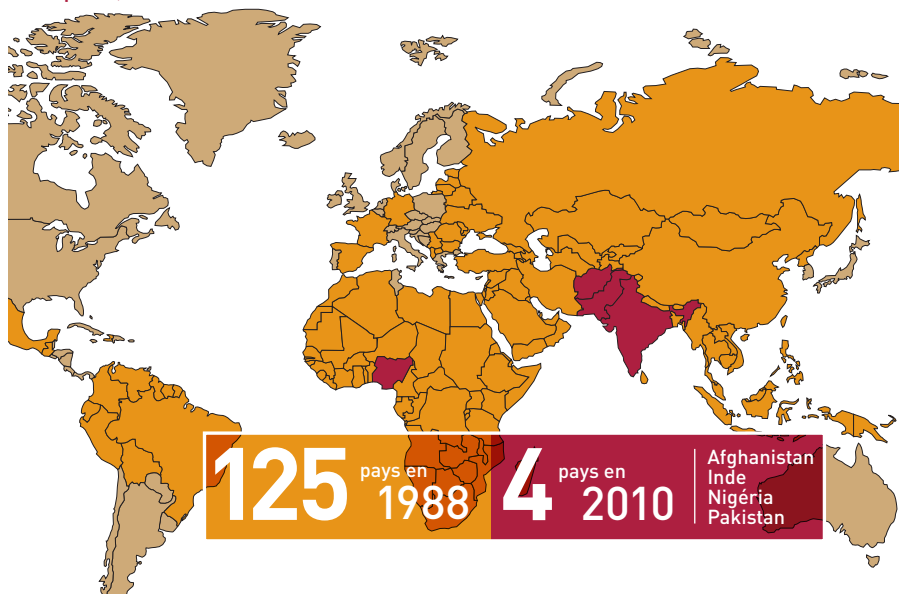 125 pays en 1988
4 pays en 2010
Afghanistan
Inde
Nigéria
Pakistan